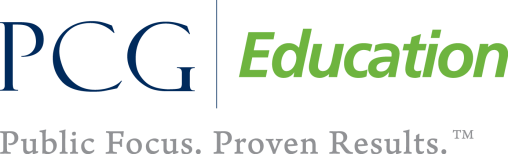 PCG Education
Public Focus. Proven Results.™